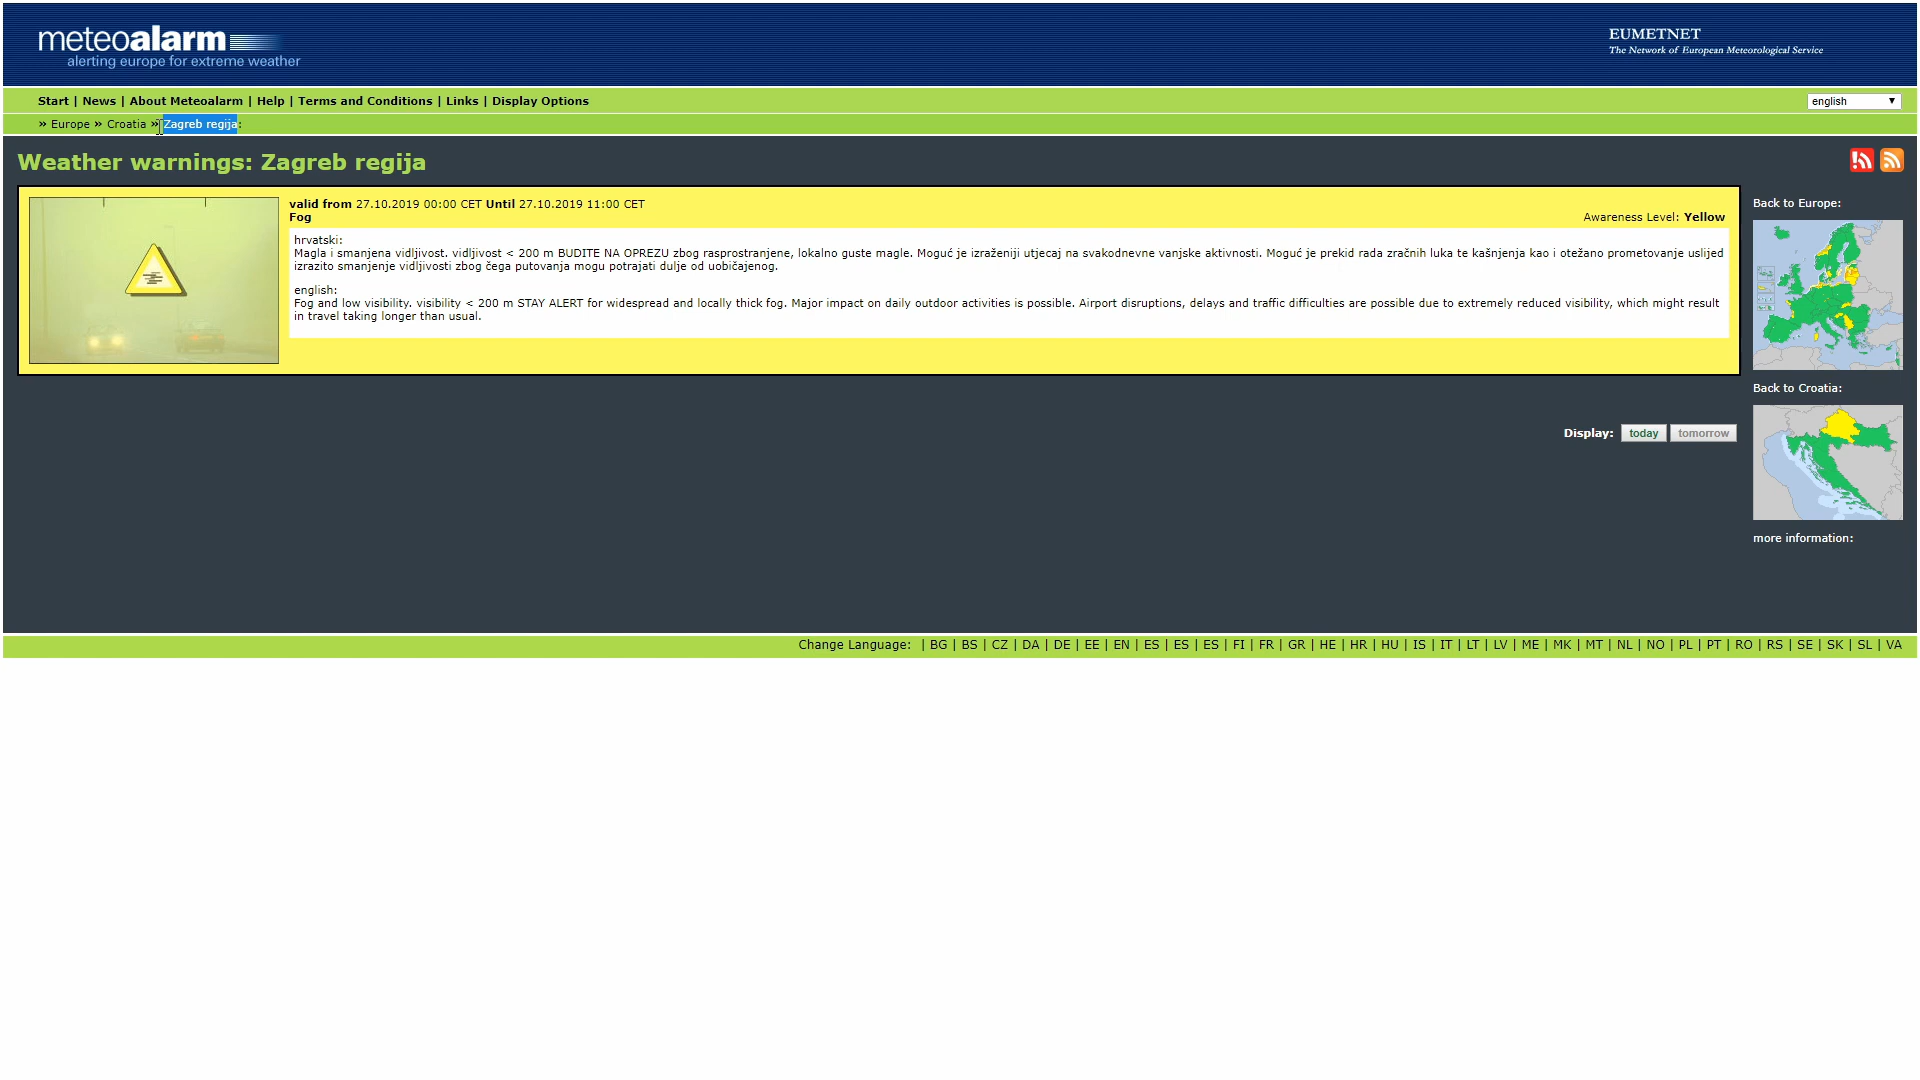 meteoalarm
alerting europe for extreme weather
EUMETNET
The Network of European Meteorological Service
Start | News | About Meteoalarm | Help | Terms and Conditions | Links | Display Options
english
» Europe » Croatia » Zagreb regija:
Weather warnings: Zagreb regija
valid from 27.10.2019 00:00 CET Until 27.10.2019 11:00 CET
Fog
Awareness Level: Yellow
hrvatski:
Magla i smanjena vidljivost. vidljivost < 200 m BUDITE NA OPREZU zbog rasprostranjene, lokalno guste magle. Moguć je izraženiji utjecaj na svakodnevne vanjske aktivnosti. Moguć je prekid rada zračnih luka te kašnjenja kao i otežano prometovanje uslijed
izrazito smanjenje vidljivosti zbog čega putovanja mogu potrajati dulje od uobičajenog.
english:
Fog and low visibility. visibility < 200 m STAY ALERT for widespread and locally thick fog. Major impact on daily outdoor activities is possible. Airport disruptions, delays and traffic difficulties are possible due to extremely reduced visibility, which might result
in travel taking longer than usual.
Back to Europe:
Back to Croatia:
Display: today tomorrow
more information:
Change Language: | BG | BS | CZ | DA | DE | EE | EN | ES | ES | ES | FI | FR | GR | HE | HR | HU | IS | IT | LT | LV | ME | MK | MT | NL | NO | PL | PT | RO | RS | SE | SK | SL | VA